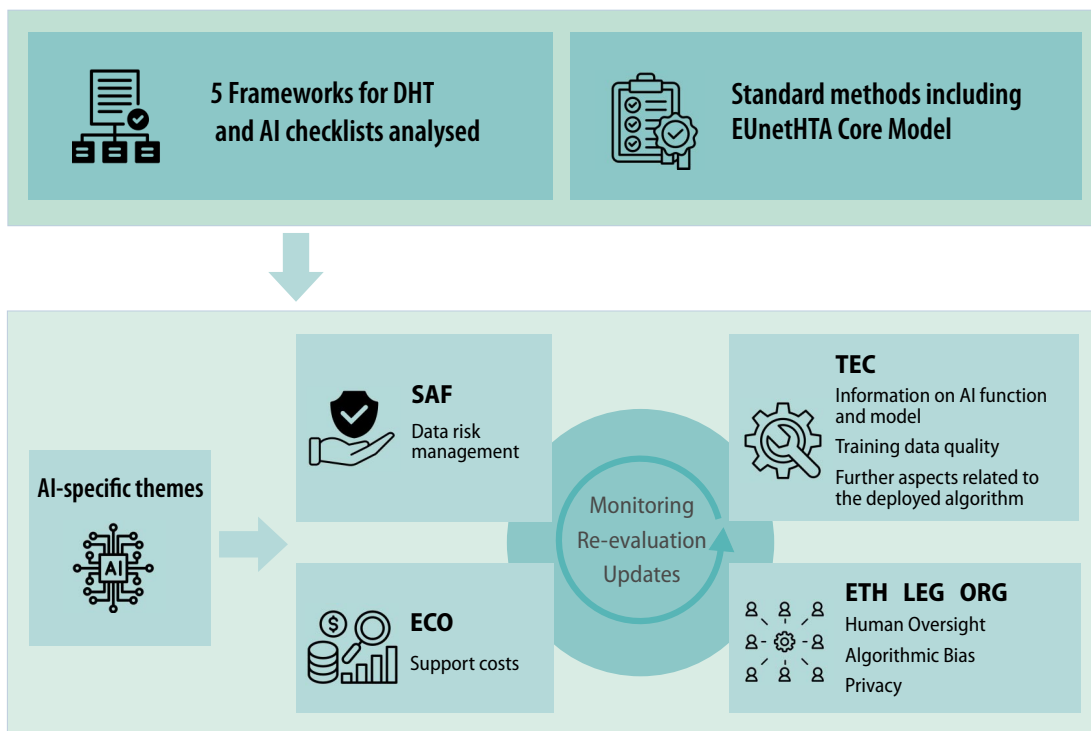 5 Frameworks for DHT
and AI checklists analysed
Standard methods including
EUnetHTA Core Model
AI-specific themes
AI
SAF
Data risk
management
$
ECO
Support costs
Monitoring
Re-evaluation
Updates
TEC
Information on AI function
and model
Training data quality
Further aspects related to
the deployed algorithm
ETH LEG ORG
Human Oversight
Algorithmic Bias
Privacy